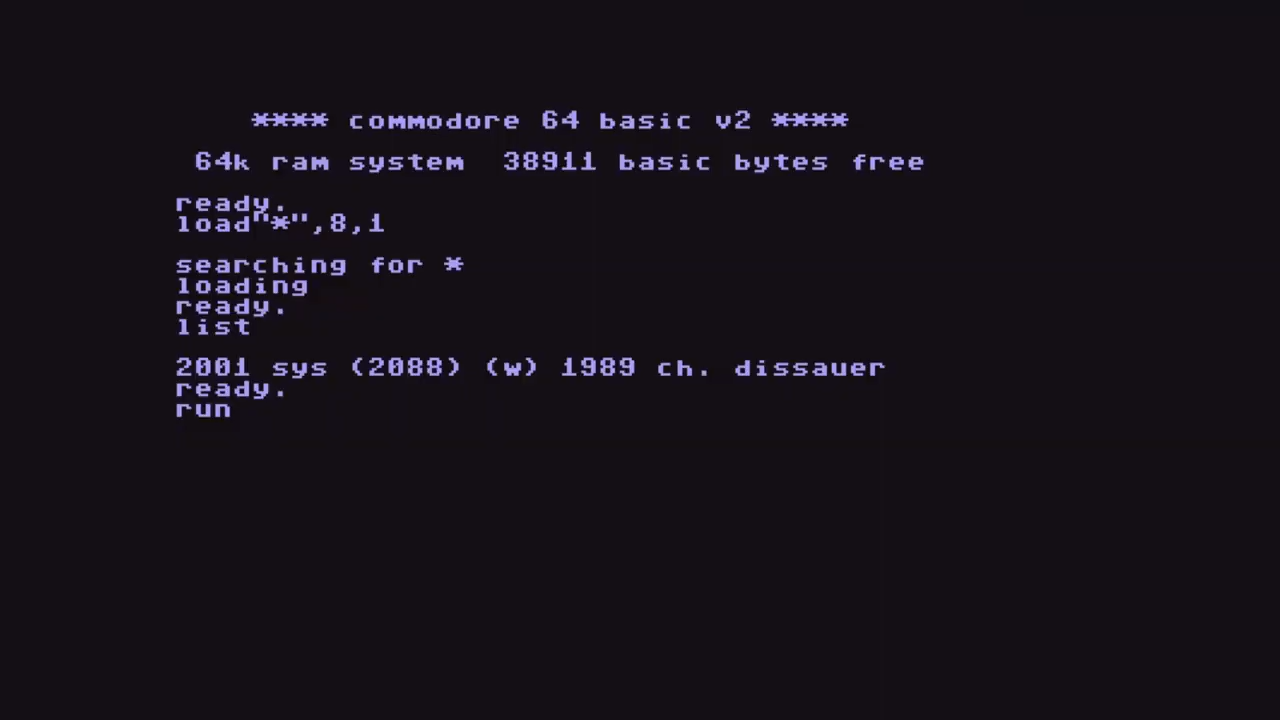 **** commodore 64 basic v2 ****
64k ram system  38911 basic bytes free
ready.
load"*",8,1
searching for *
loading
ready.
list
2001 sys (2088) (w) 1989 ch. dissauer
ready.
run